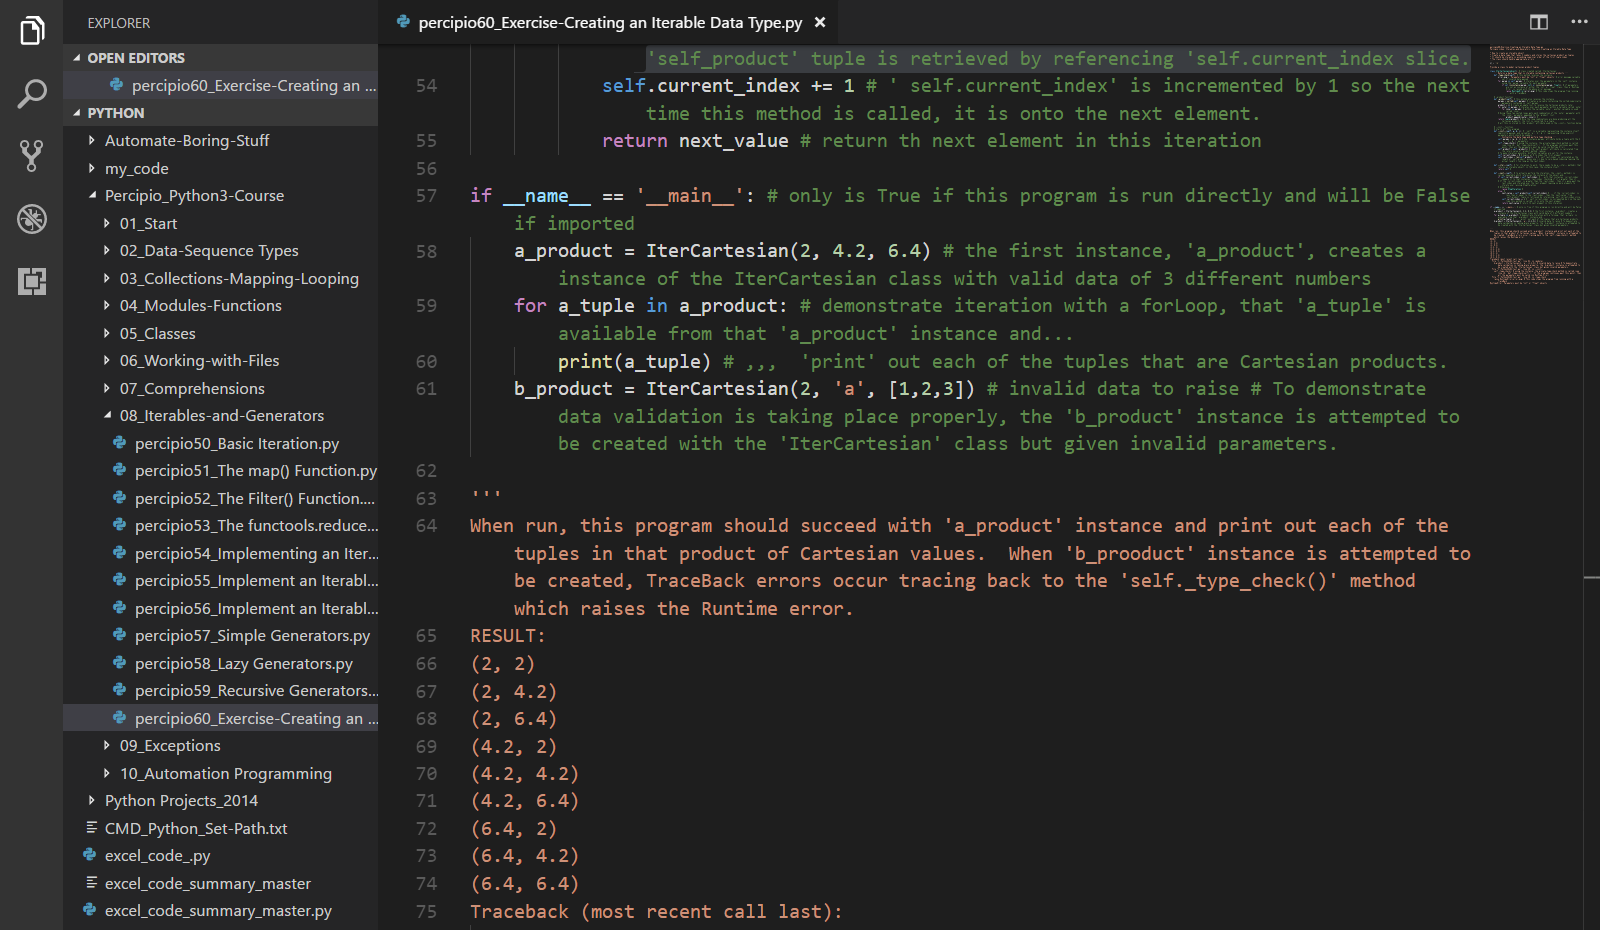 EXPLORER
OPEN EDITORS
percipio60_Exercise-Creating an ...
PYTHON
Automate-Boring-Stuff
my_code
Percipio_Python3-Course
01_Start
02_Data-Sequence Types
03_Collections-Mapping-Looping
04_Modules-Functions
05_Classes
06_Working-with-Files
07_Comprehensions
08_Iterables-and-Generators
percipio50_Basic Iteration.py
percipio51_The map() Function.py
percipio52_The Filter() Function....
percipio53_The functools.reduce...
percipio54_Implementing an Iter...
percipio55_Implement an Iterabl...
percipio56_Implement an Iterabl...
percipio57_Simple Generators.py
percipio58_Lazy Generators.py
percipio59_Recursive Generators...
percipio60_Exercise-Creating an ...
09_Exceptions
10_Automation Programming
Python Projects_2014
CMD_Python_Set-Path.txt
excel_code_.py
excel_code_summary_master
excel_code_summary_master.py
percipio60_Exercise-Creating an Iterable Data Type.py ×
'self_product' tuple is retrieved by referencing 'self.current_index slice.
54 self.current_index += 1 # ' self.current_index' is incremented by 1 so the next
time this method is called, it is onto the next element.
55 return next_value # return th next element in this iteration
56
57 if __name__ == '__main__': # only is True if this program is run directly and will be False
if imported
58 a_product = IterCartesian(2, 4.2, 6.4) # the first instance, 'a_product', creates a
instance of the IterCartesian class with valid data of 3 different numbers
59 for a_tuple in a_product: # demonstrate iteration with a forLoop, that 'a_tuple' is
available from that 'a_product' instance and...
60 print(a_tuple) # ,,,  'print' out each of the tuples that are Cartesian products.
61 b_product = IterCartesian(2, 'a', [1,2,3]) # invalid data to raise # To demonstrate
data validation is taking place properly, the 'b_product' instance is attempted to
be created with the 'IterCartesian' class but given invalid parameters.
62
63 '''
64 When run, this program should succeed with 'a_product' instance and print out each of the
tuples in that product of Cartesian values.  When 'b_prooduct' instance is attempted to
be created, TraceBack errors occur tracing back to the 'self._type_check()' method
which raises the Runtime error.
65 RESULT:
66 (2, 2)
67 (2, 4.2)
68 (2, 6.4)
69 (4.2, 2)
70 (4.2, 4.2)
71 (4.2, 6.4)
72 (6.4, 2)
73 (6.4, 4.2)
74 (6.4, 6.4)
75 Traceback (most recent call last):